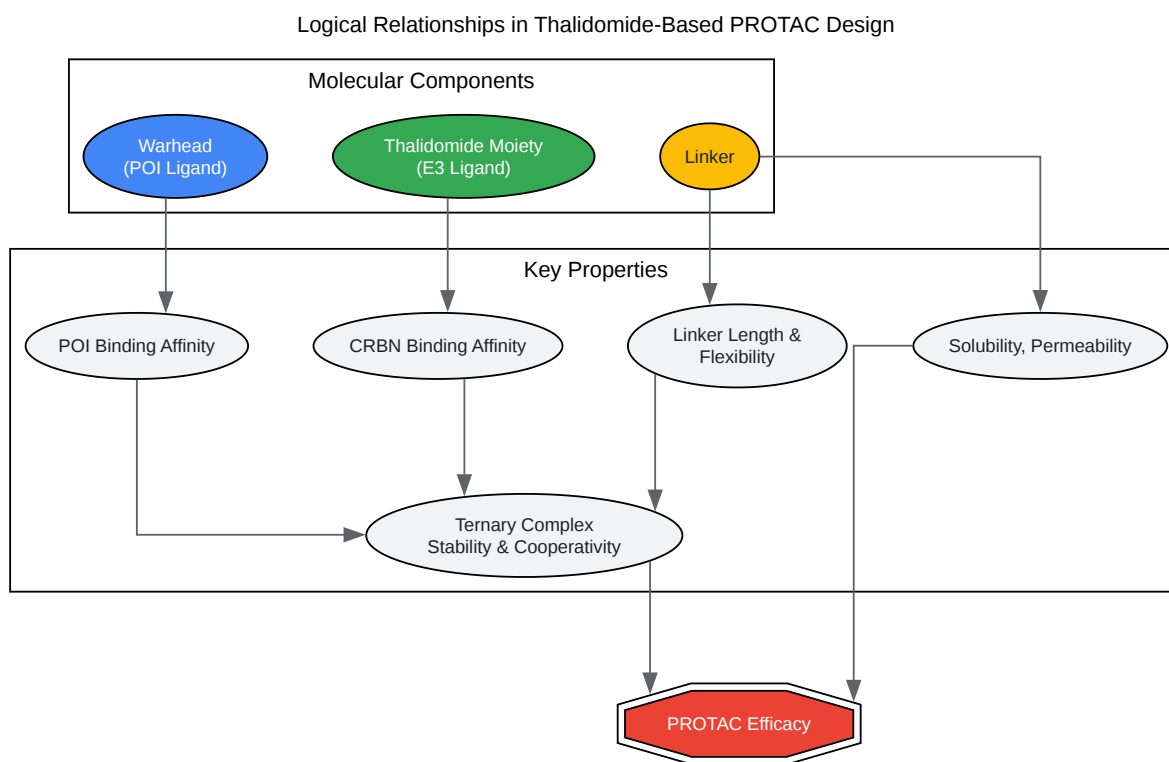 Logical Relationships in Thalidomide-Based PROTAC Design
Molecular Components
Warhead
(POI Ligand)
Thalidomide Moiety
(E3 Ligand)
Linker
Key Properties
POI Binding Affinity
CRBN Binding Affinity
Linker Length &
Flexibility
Solubility, Permeability
Ternary Complex
Stability & Cooperativity
PROTAC Efficacy